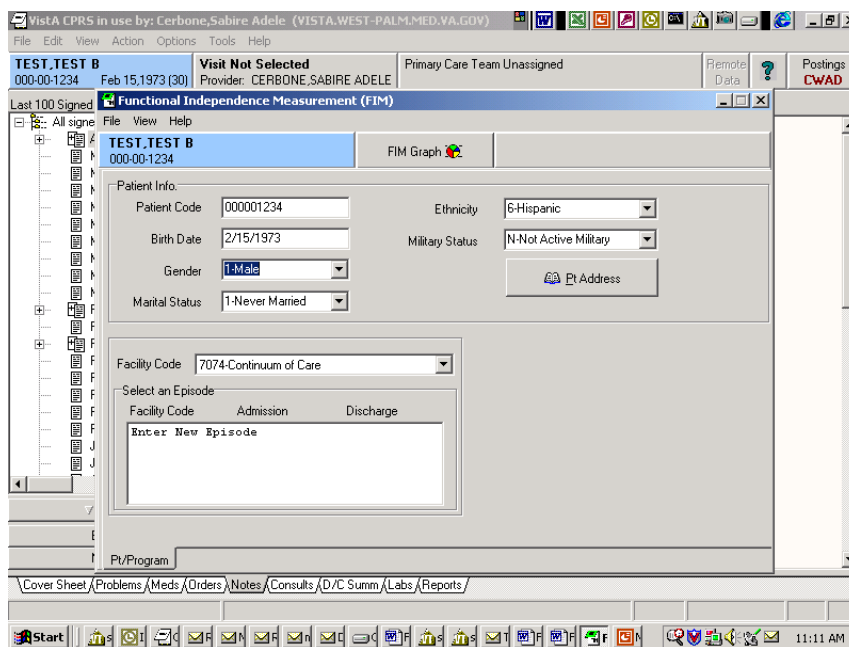 VistA CPRS in use by: Cerbone,Sabire Adele (VISTA.WEST-PALM.MED.VA.GOV)
File Edit View Action Options Tools Help
TEST,TEST B
000-00-1234 Feb 15,1973 (30)
Visit Not Selected
Provider: CERBONE,SABIRE ADELE
Primary Care Team Unassigned
Remote
Data
Postings
CWAD
Last 100 Signed
All signe
Functional Independence Measurement (FIM)
File View Help
TEST,TEST B
000-00-1234
FIM Graph
Patient Info.
Patient Code 000001234
Ethnicity 6-Hispanic
Birth Date 2/15/1973
Military Status N-Not Active Military
Gender 1-Male
Pt Address
Marital Status 1-Never Married
Facility Code 7074-Continuum of Care
Select an Episode
Facility Code Admission Discharge
Enter New Episode
Pt/Program
Cover Sheet Problems Meds Orders Notes Consults D/C Summ Labs Reports
Start
11:11 AM